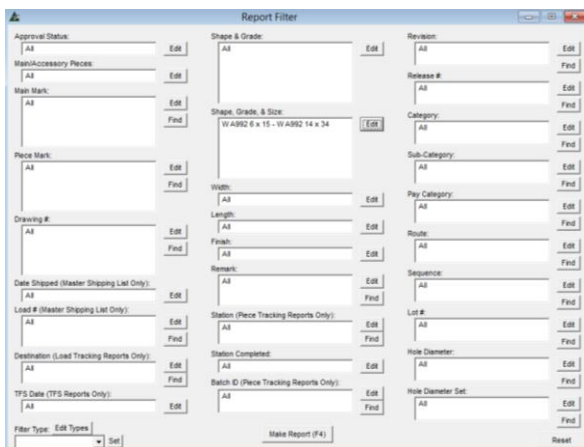 Report Filter
Approval Status:
All
Edit
Main/Accessory Pieces:
All
Edit
Main Mark:
All
Edit
Find
Piece Mark:
All
Edit
Find
Drawing #:
All
Edit
Find
Date Shipped (Master Shipping List Only):
All
Edit
Load # (Master Shipping List Only):
All
Edit
Find
Destination (Load Tracking Reports Only):
All
Edit
Find
TFS Date (TFS Reports Only):
All
Edit
Filter Type:
Edit Types
Set
Shape & Grade:
All
Edit
Shape, Grade, & Size:
W A992 6 x 15 - W A992 14 x 34
Edit
Width:
All
Edit
Length:
All
Edit
Finish:
All
Edit
Remark:
All
Edit
Find
Station (Piece Tracking Reports Only):
All
Edit
Find
Station Completed:
All
Edit
Batch ID (Piece Tracking Reports Only):
All
Edit
Find
Make Report (F4)
Revision:
All
Edit
Find
Release #:
All
Edit
Find
Category:
All
Edit
Find
Sub-Category:
All
Edit
Find
Pay Category:
All
Edit
Find
Route:
All
Edit
Find
Sequence:
All
Edit
Find
Lot #:
All
Edit
Find
Hole Diameter:
All
Edit
Find
Hole Diameter Set:
All
Edit
Find
Reset